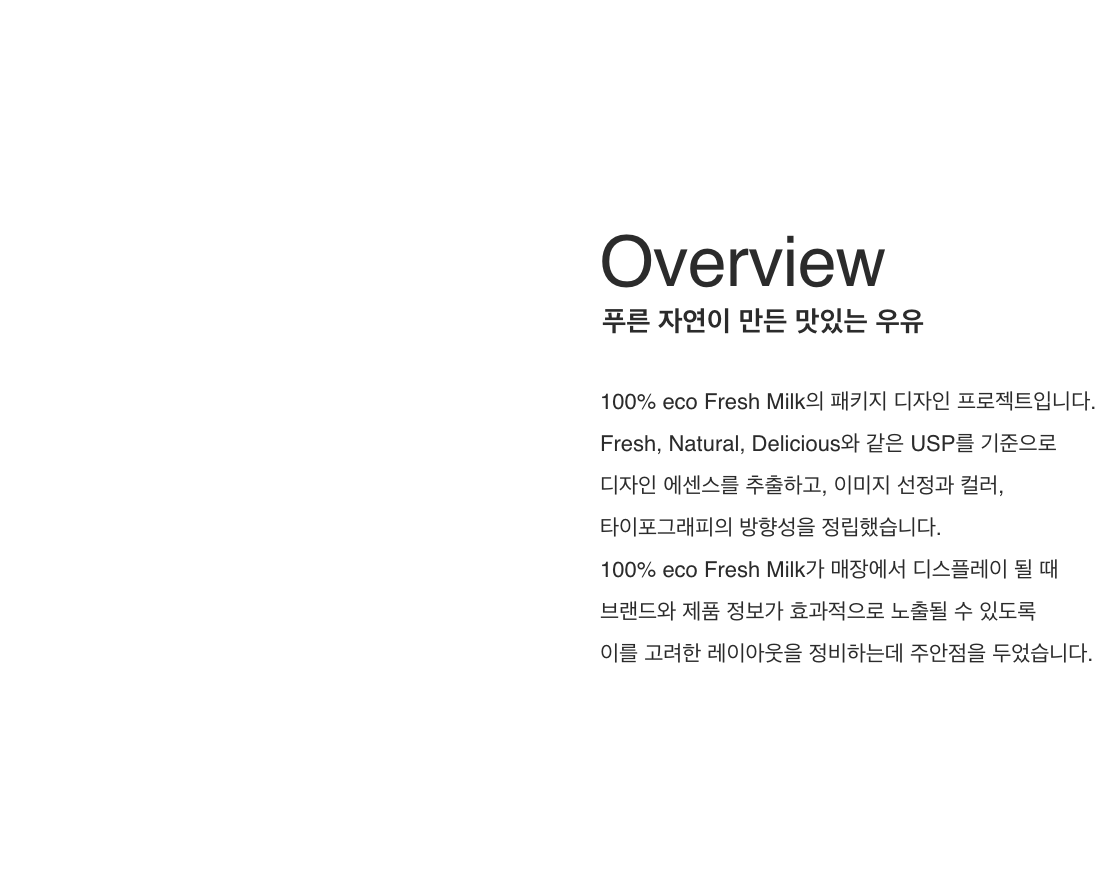 Overview
푸른 자연이 만든 맛있는 우유
100% eco Fresh Milk의 패키지 디자인 프로젝트입니다.
Fresh, Natural, Delicious와 같은 USP를 기준으로
디자인 에센스를 추출하고, 이미지 선정과 컬러,
타이포그래피의 방향성을 정립했습니다.
100% eco Fresh Milk가 매장에서 디스플레이 될 때
브랜드와 제품 정보가 효과적으로 노출될 수 있도록
이를 고려한 레이아웃을 정비하는데 주안점을 두었습니다.